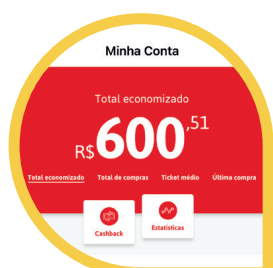 Minha Conta
Total economizado
R$600,51
Total economizado Total de compras Ticket médio Última compra
Cashback Estatísticas